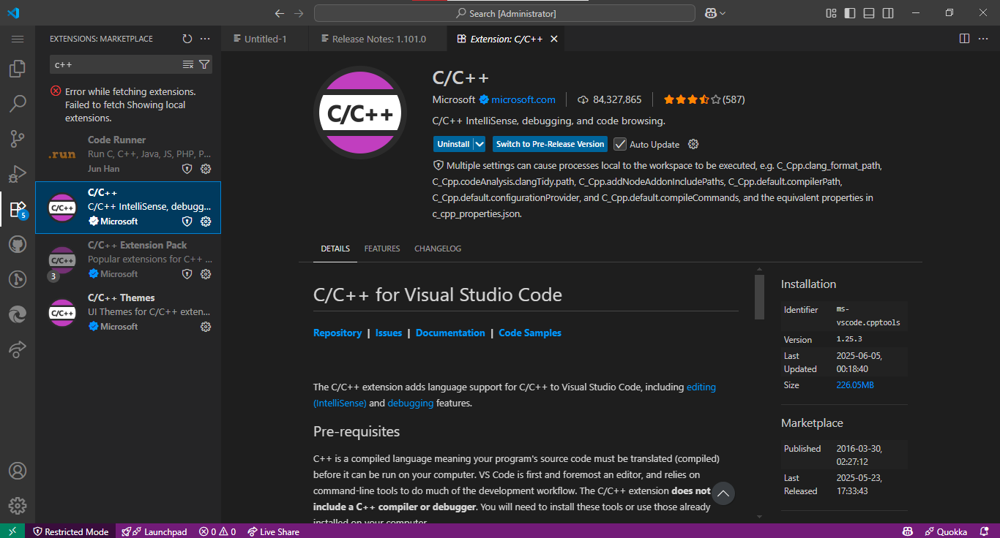 Search [Administrator]
EXTENSIONS: MARKETPLACE
c++
Error while fetching extensions.
Failed to fetch Showing local
extensions.
.run
Code Runner
Run C, C++, Java, JS, PHP, P...
Jun Han
C/C++
C/C++
C/C++ IntelliSense, debugg...
Microsoft
C/C++
3
C/C++ Extension Pack
Popular extensions for C++ ...
Microsoft
C/C++
C/C++ Themes
UI Themes for C/C++ exten...
Microsoft
5
Untitled-1
Release Notes: 1.101.0
Extension: C/C++
C/C++
C/C++
Microsoft microsoft.com 84,327,865 (587)
C/C++ IntelliSense, debugging, and code browsing.
Uninstall Switch to Pre-Release Version Auto Update
Multiple settings can cause processes local to the workspace to be executed, e.g. C_Cpp.clang_format_path,
C_Cpp.codeAnalysis.clangTidy.path, C_Cpp.addNodeAddonIncludePaths, C_Cpp.default.compilerPath,
C_Cpp.default.configurationProvider, and C_Cpp.default.compileCommands, and the equivalent properties in
c_cpp_properties.json.
DETAILS FEATURES CHANGELOG
C/C++ for Visual Studio Code
Repository | Issues | Documentation | Code Samples
The C/C++ extension adds language support for C/C++ to Visual Studio Code, including editing
(IntelliSense) and debugging features.
Pre-requisites
C++ is a compiled language meaning your program's source code must be translated (compiled)
before it can be run on your computer. VS Code is first and foremost an editor, and relies on
command-line tools to do much of the development workflow. The C/C++ extension does not
include a C++ compiler or debugger. You will need to install these tools or use those already
installed on your computer.
Installation
Identifier ms-
vscode.cpptools
Version 1.25.3
Last 2025-06-05,
Updated 00:18:40
Size 226.05MB
Marketplace
Published 2016-03-30,
02:27:12
Last 2025-05-23,
Released 17:33:43
Restricted Mode Launchpad 0 0 Live Share Quokka